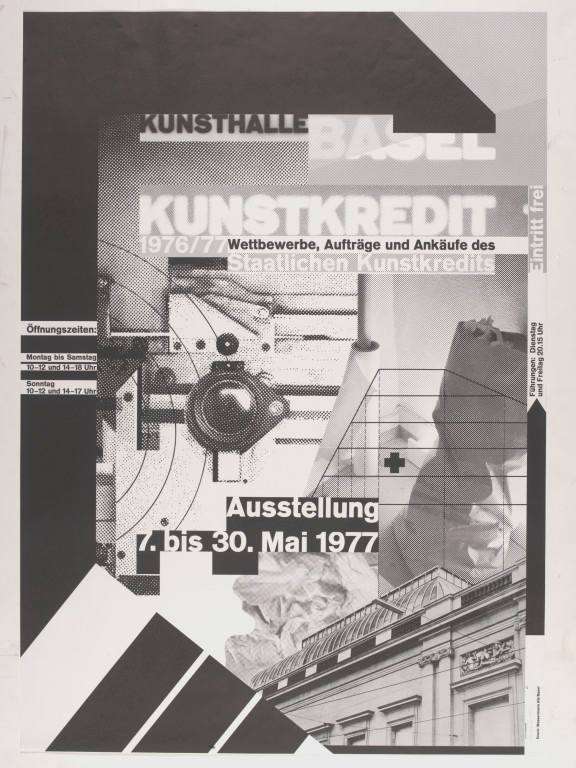 KUNSTHALLE
BASEL
KUNSTKREDIT
1976/77 Wettbewerbe, Aufträge und Ankäufe des
Staatlichen Kunstkredits
Eintritt frei
Öffnungszeiten:
Montag bis Samstag
10–12 und 14–18 Uhr
Sonntag
10–12 und 14–17 Uhr
Führungen: Dienstag
und Freitag 20.15 Uhr
Ausstellung
7. bis 30. Mai 1977